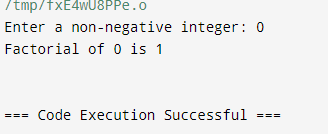 /tmp/fxE4wU8PPe.o
Enter a non-negative integer: 0
Factorial of 0 is 1
=== Code Execution Successful ===